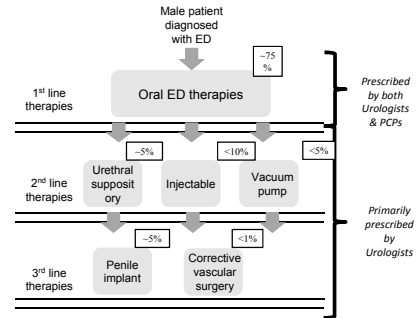 Male patient
diagnosed
with ED
~75
%
Oral ED therapies
1st line
therapies
Prescribed
by both
Urologists
& PCPs
~5%
<10%
<5%
Urethral
supposit
ory
Injectable
Vacuum
pump
2nd line
therapies
Primarily
prescribed
by
Urologists
~5%
<1%
Penile
implant
Corrective
vascular
surgery
3rd line
therapies